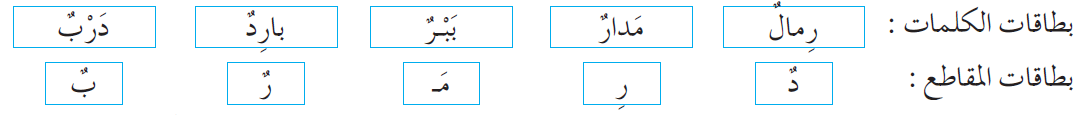 بطاقات الكلمات : رِمالٌ مَدارٌ بَبْـرٌ بارِدٌ دَرْبٌ
بطاقات المقاطع : دٌ رِ مَـ رٌ بٌ